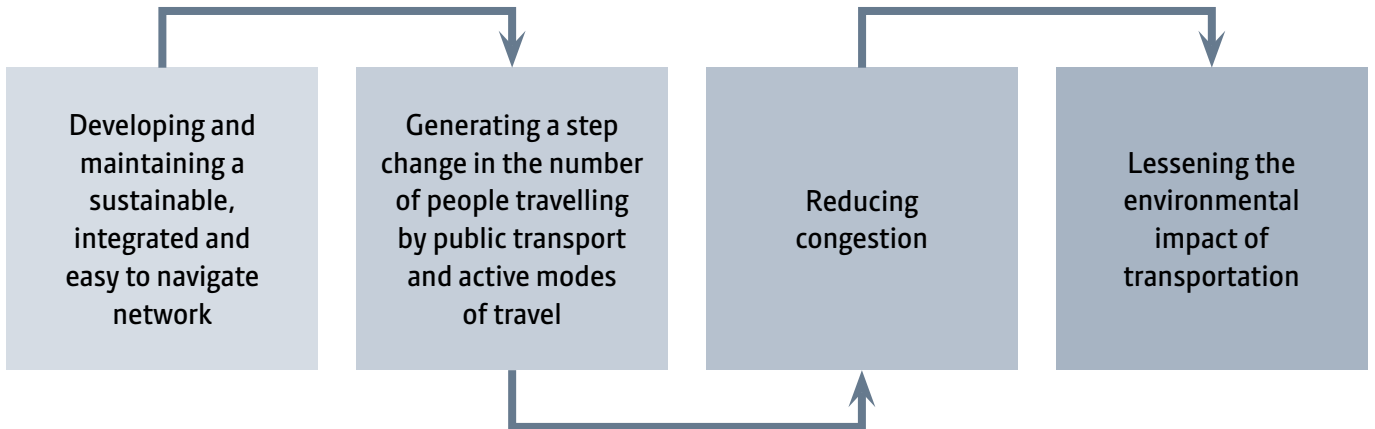 Developing and
maintaining a
sustainable,
integrated and
easy to navigate
network
Generating a step
change in the number
of people travelling
by public transport
and active modes
of travel
Reducing
congestion
Lessening the
environmental
impact of
transportation